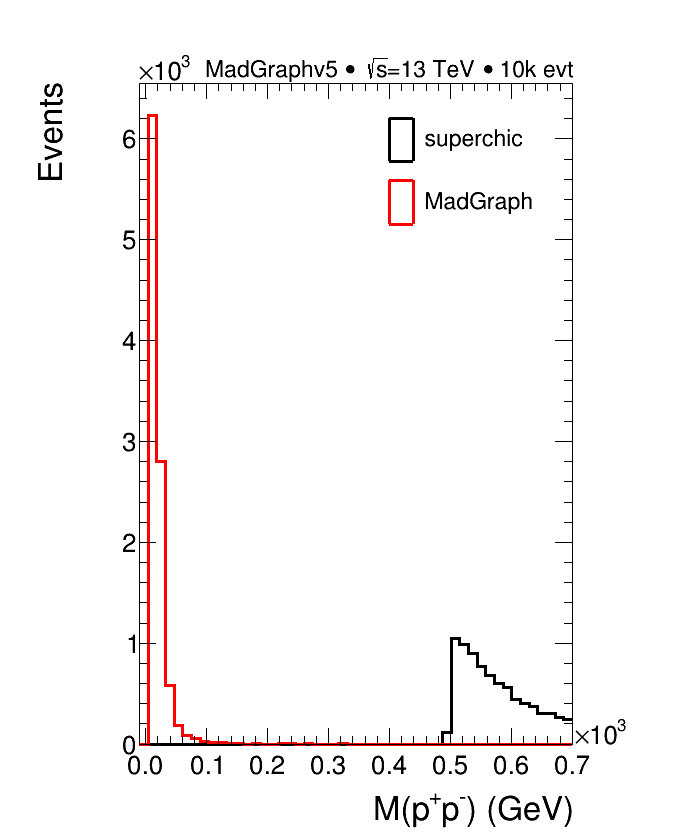 ×10³ MadGraphv5 • √s=13 TeV • 10k evt
Events
superchic
MadGraph
6
5
4
3
2
1
0
0.0 0.1 0.2 0.3 0.4 0.5 0.6 0.7
×10³
M(p⁺p⁻) (GeV)